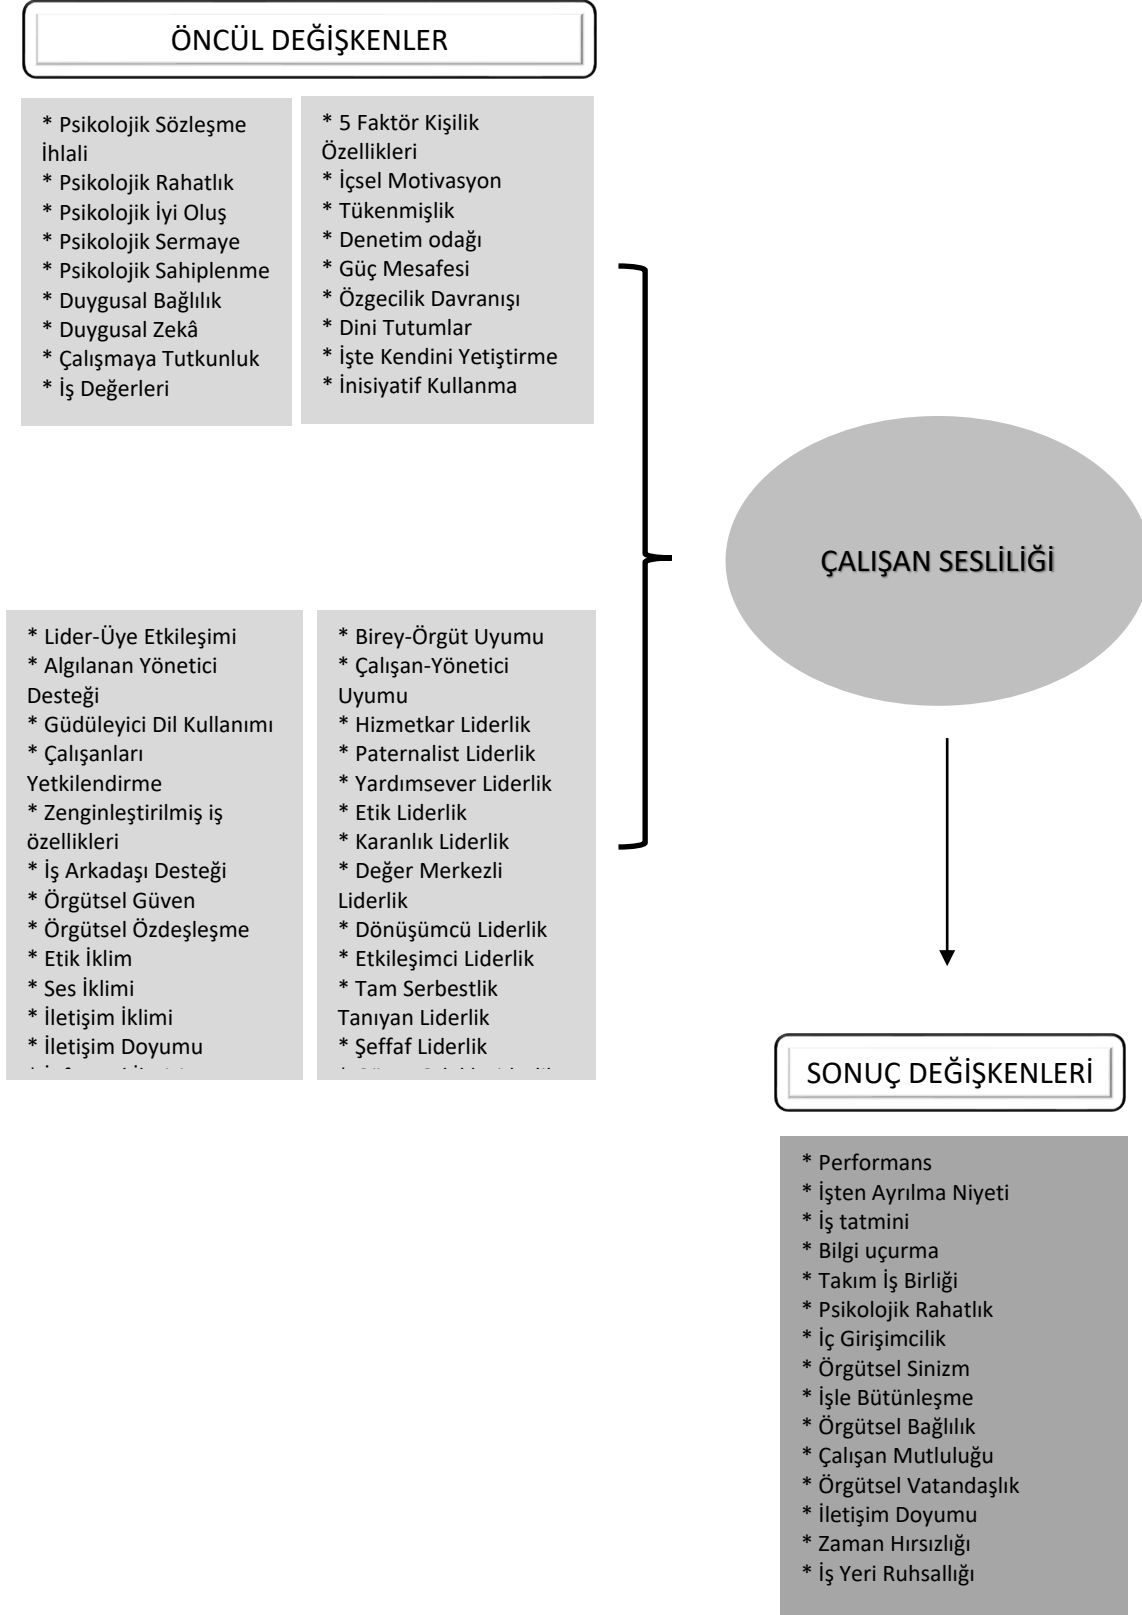 ÖNCÜL DEĞİŞKENLER
* Psikolojik Sözleşme
İhlali
* Psikolojik Rahatlık
* Psikolojik İyi Oluş
* Psikolojik Sermaye
* Psikolojik Sahiplenme
* Duygusal Bağlılık
* Duygusal Zekâ
* Çalışmaya Tutkunluk
* İş Değerleri
* 5 Faktör Kişilik
Özellikleri
* İçsel Motivasyon
* Tükenmişlik
* Denetim odağı
* Güç Mesafesi
* Özgecilik Davranışı
* Dini Tutumlar
* İşte Kendini Yetiştirme
* İnisiyatif Kullanma
* Lider-Üye Etkileşimi
* Algılanan Yönetici
Desteği
* Güdüleyici Dil Kullanımı
* Çalışanları
Yetkilendirme
* Zenginleştirilmiş iş
özellikleri
* İş Arkadaşı Desteği
* Örgütsel Güven
* Örgütsel Özdeşleşme
* Etik İklim
* Ses İklimi
* İletişim İklimi
* İletişim Doyumu
* Birey-Örgüt Uyumu
* Çalışan-Yönetici
Uyumu
* Hizmetkar Liderlik
* Paternalist Liderlik
* Yardımsever Liderlik
* Etik Liderlik
* Karanlık Liderlik
* Değer Merkezli
Liderlik
* Dönüşümcü Liderlik
* Etkileşimci Liderlik
* Tam Serbestlik
Tanıyan Liderlik
* Şeffaf Liderlik
ÇALIŞAN SESLİLİĞİ
SONUÇ DEĞİŞKENLERİ
* Performans
* İşten Ayrılma Niyeti
* İş tatmini
* Bilgi uçurma
* Takım İş Birliği
* Psikolojik Rahatlık
* İç Girişimcilik
* Örgütsel Sinizm
* İşle Bütünleşme
* Örgütsel Bağlılık
* Çalışan Mutluluğu
* Örgütsel Vatandaşlık
* İletişim Doyumu
* Zaman Hırsızlığı
* İş Yeri Ruhsallığı